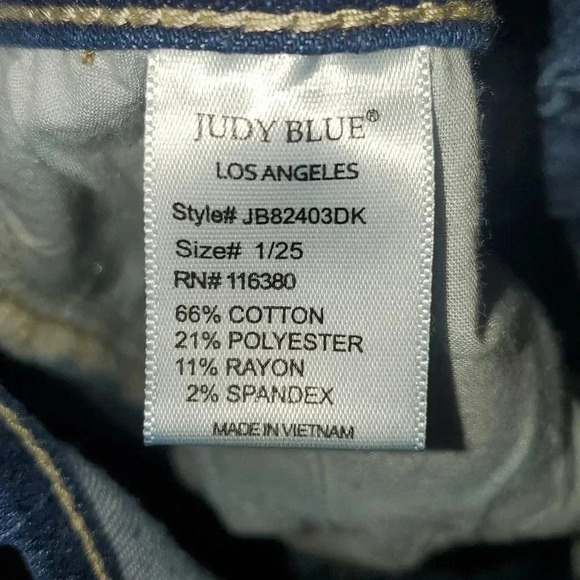 JUDY BLUE®
LOS ANGELES
Style# JB82403DK
Size# 1/25
RN# 116380
66% COTTON
21% POLYESTER
11% RAYON
2% SPANDEX
MADE IN VIETNAM